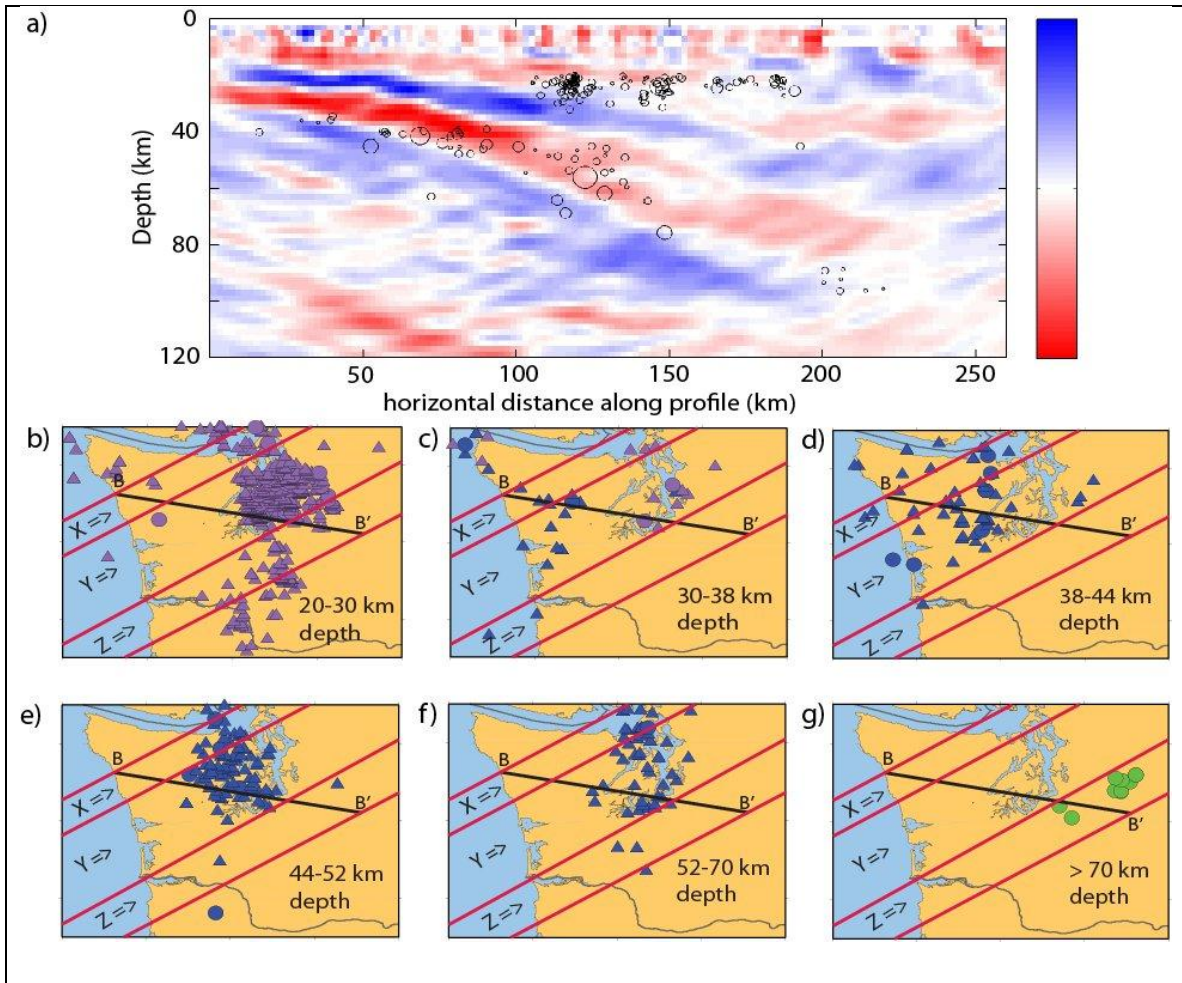 a)
0
40
80
120
Depth (km)
50
100
150
200
250
horizontal distance along profile (km)
b)
B
B'
X =>
Y =>
Z =>
20-30 km
depth
c)
B
B'
X =>
Y =>
Z =>
30-38 km
depth
d)
B
B'
X =>
Y =>
Z =>
38-44 km
depth
e)
B
B'
X =>
Y =>
Z =>
44-52 km
depth
f)
B
B'
X =>
Y =>
Z =>
52-70 km
depth
g)
B
B'
X =>
Y =>
Z =>
> 70 km
depth